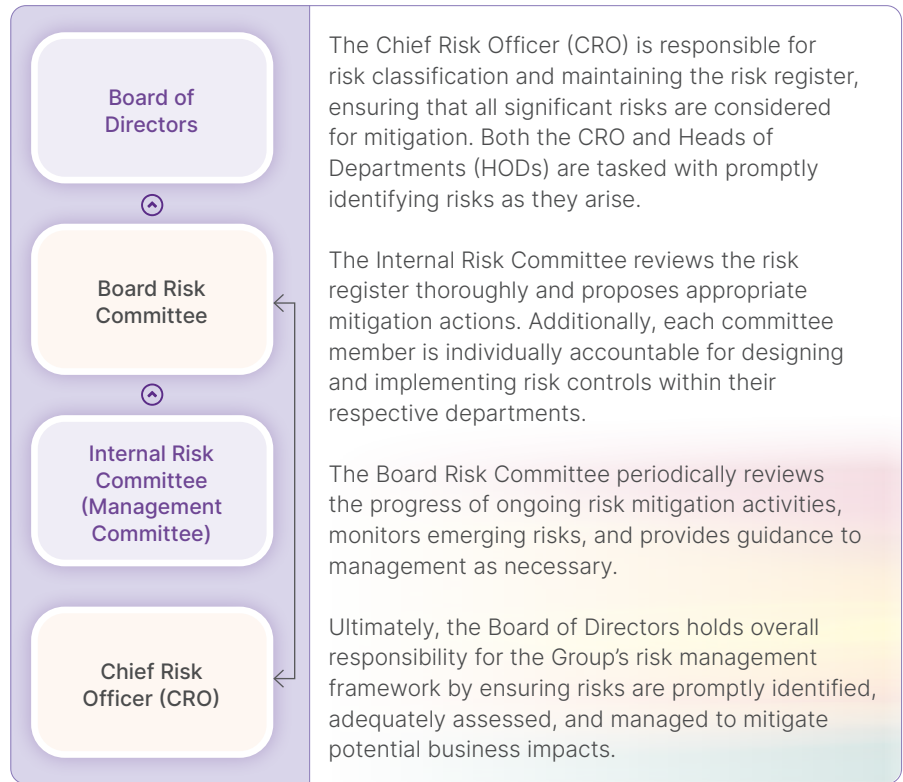 Board of
Directors
Board Risk
Committee
Internal Risk
Committee
(Management
Committee)
Chief Risk
Officer (CRO)
The Chief Risk Officer (CRO) is responsible for
risk classification and maintaining the risk register,
ensuring that all significant risks are considered
for mitigation. Both the CRO and Heads of
Departments (HODs) are tasked with promptly
identifying risks as they arise.
The Internal Risk Committee reviews the risk
register thoroughly and proposes appropriate
mitigation actions. Additionally, each committee
member is individually accountable for designing
and implementing risk controls within their
respective departments.
The Board Risk Committee periodically reviews
the progress of ongoing risk mitigation activities,
monitors emerging risks, and provides guidance to
management as necessary.
Ultimately, the Board of Directors holds overall
responsibility for the Group’s risk management
framework by ensuring risks are promptly identified,
adequately assessed, and managed to mitigate
potential business impacts.